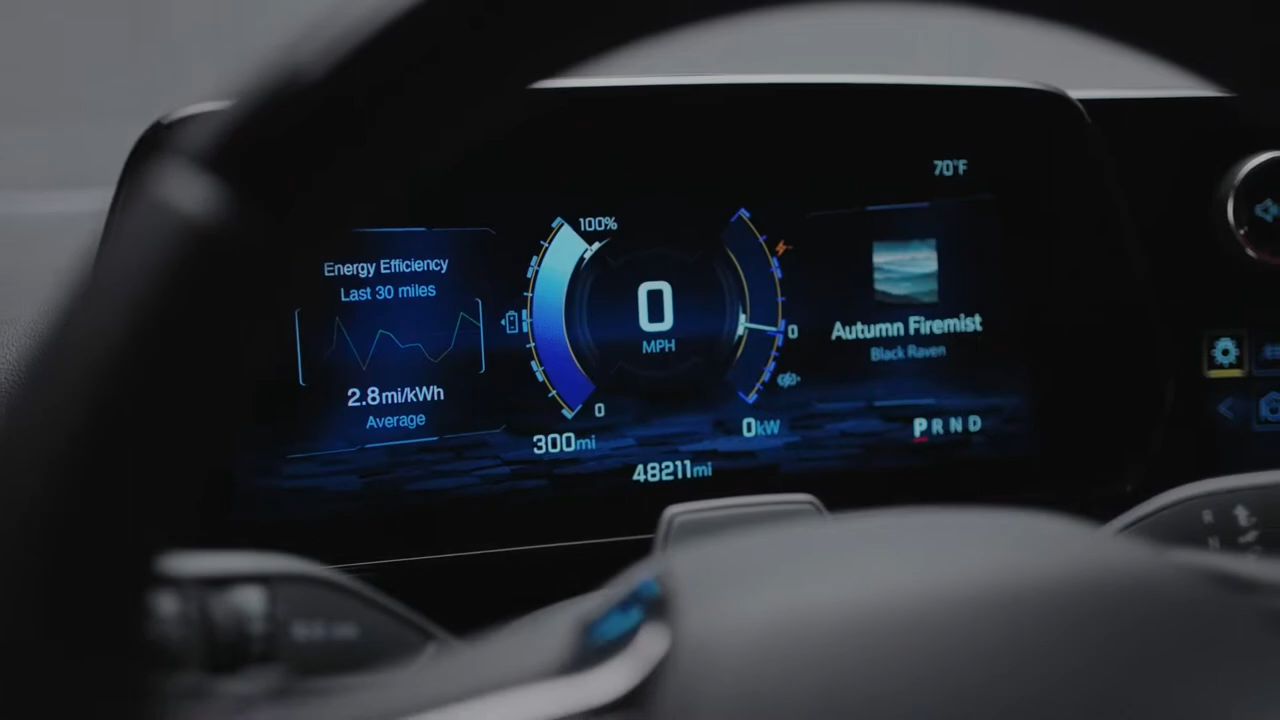 70°F
Energy Efficiency
Last 30 miles
2.8mi/kWh
Average
100%
0
MPH
0
300mi
0
0kW
48211mi
Autumn Firemist
Black Raven
PRND